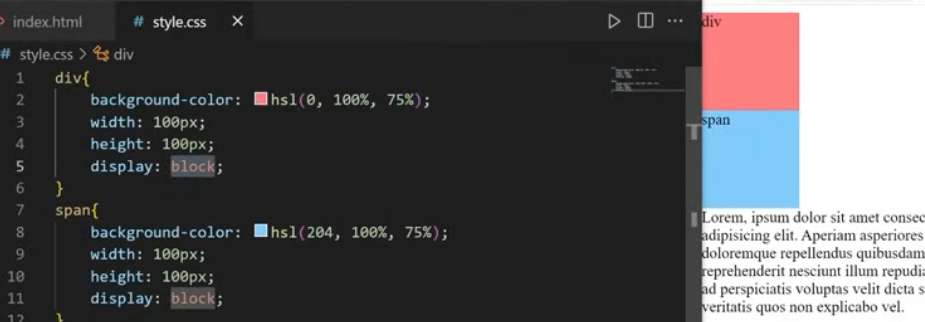 index.html
# style.css ×
# style.css > div
1 div{
2 background-color: hsl(0, 100%, 75%);
3 width: 100px;
4 height: 100px;
5 display: block;
6 }
7 span{
8 background-color: hsl(204, 100%, 75%);
9 width: 100px;
10 height: 100px;
11 display: block;
12 }
div
span
Lorem, ipsum dolor sit amet consec
adipisicing elit. Aperiam asperiores
doloremque repellendus quibusdam
reprehenderit nesciunt illum repudia
ad perspiciatis voluptas velit dicta s
veritatis quos non explicabo vel.